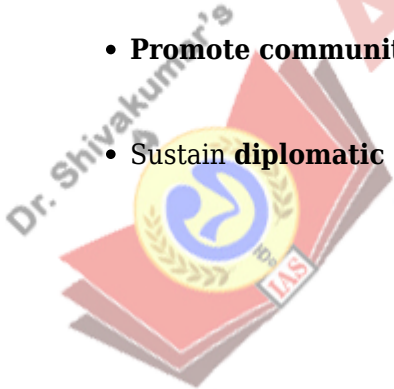 • Promote communit
• Sustain diplomatic
Dr. Shivakumar's
IAS